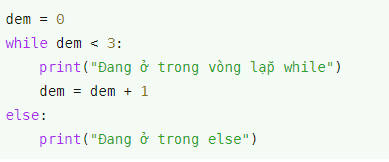 dem = 0
while dem < 3:
    print("Đang ở trong vòng lặp while")
    dem = dem + 1
else:
    print("Đang ở trong else")